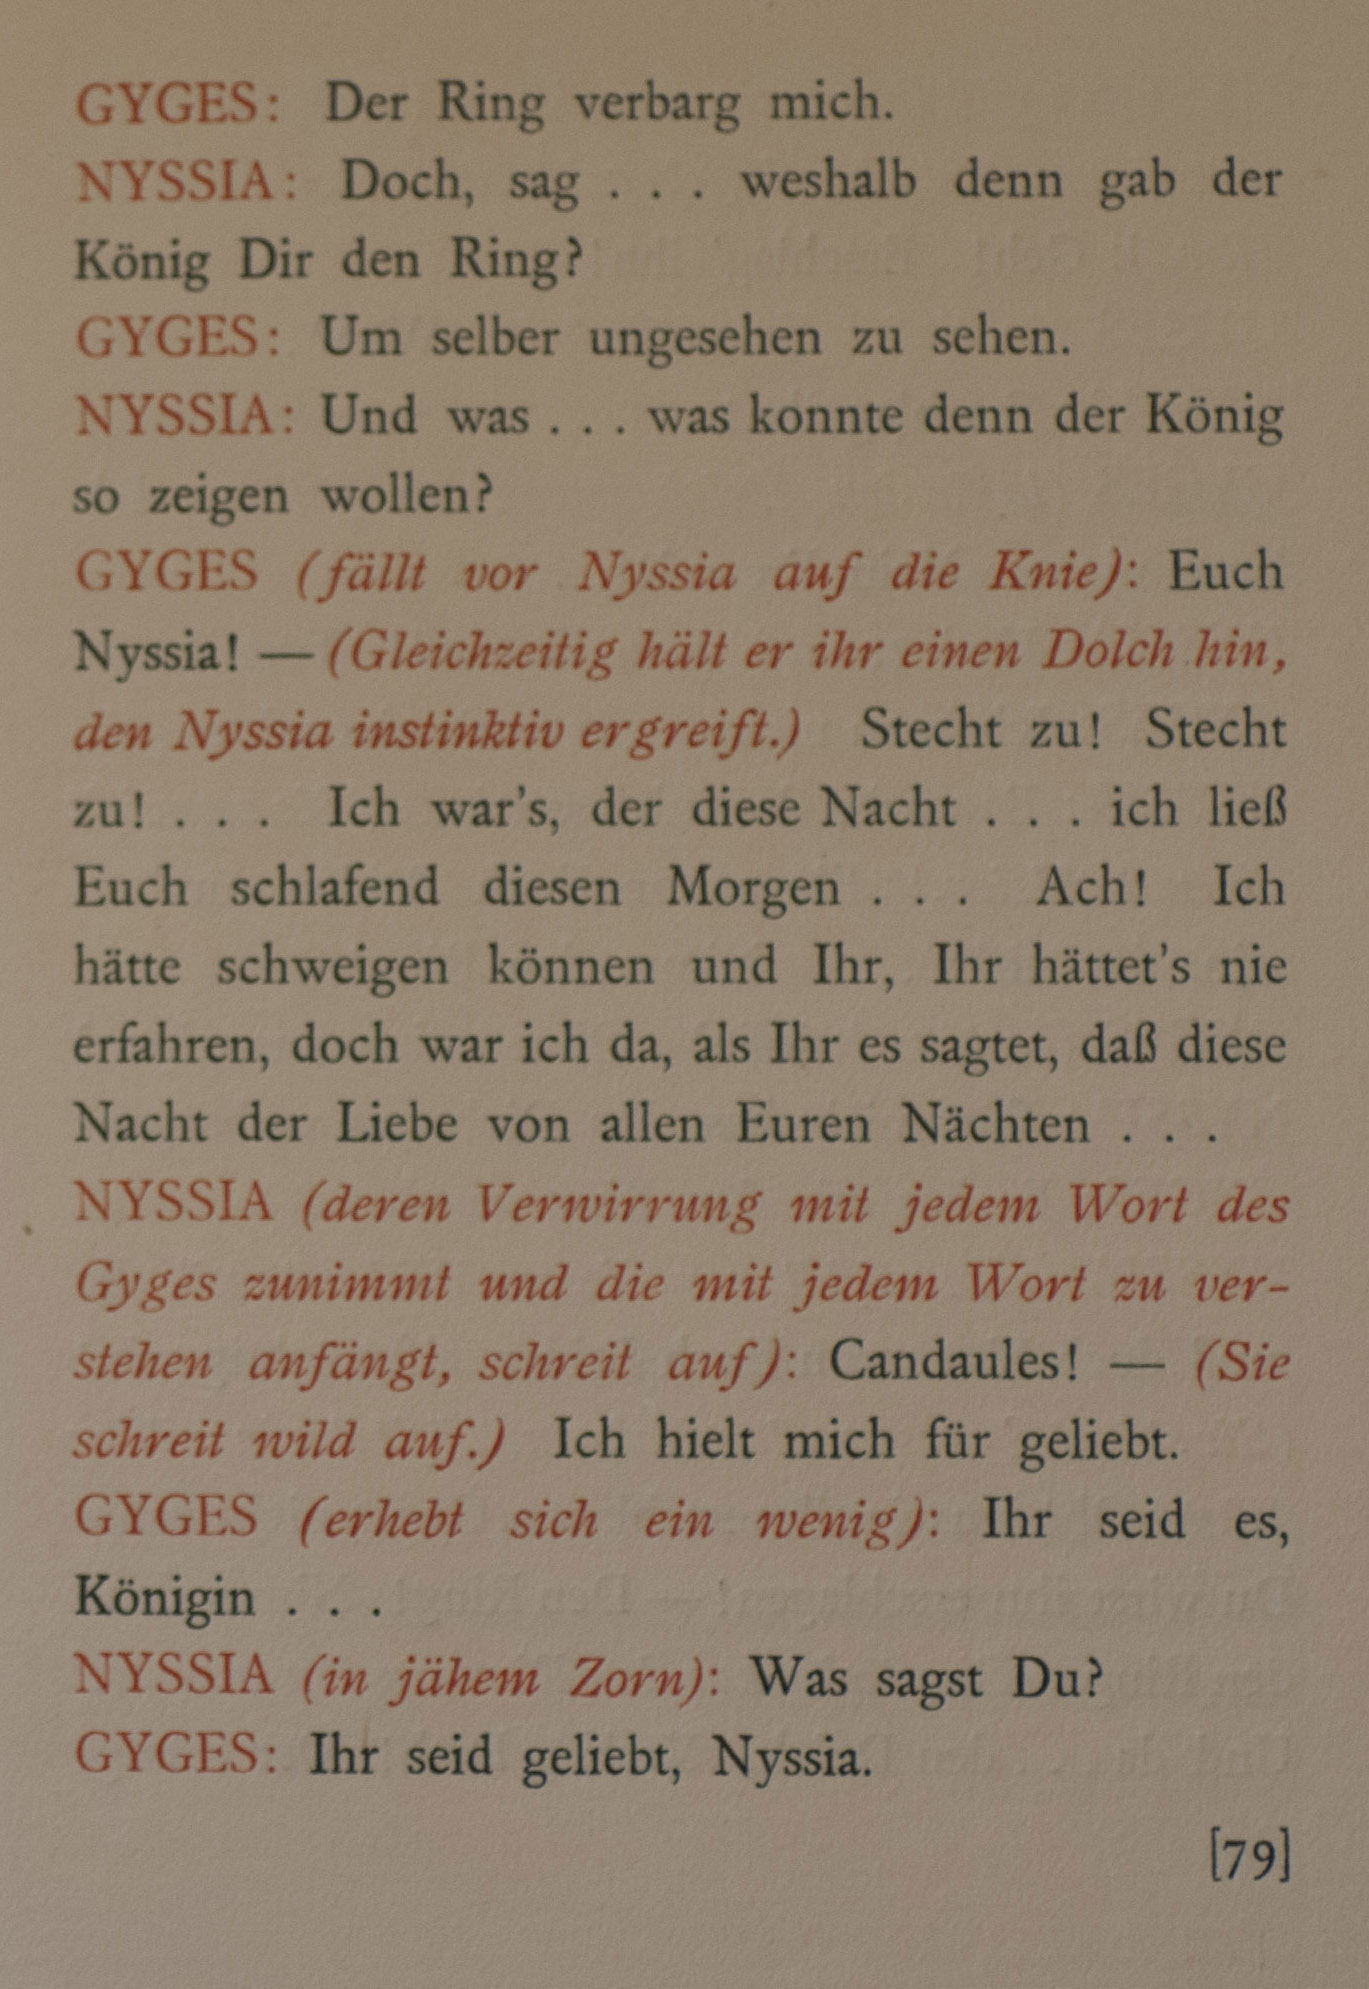 GYGES: Der Ring verbarg mich.
NYSSIA: Doch, sag . . . weshalb denn gab der
König Dir den Ring?
GYGES: Um selber ungesehen zu sehen.
NYSSIA: Und was . . . was konnte denn der König
so zeigen wollen?
GYGES (fällt vor Nyssia auf die Knie): Euch
Nyssia! — (Gleichzeitig hält er ihr einen Dolch hin,
den Nyssia instinktiv ergreift.) Stecht zu! Stecht
zu! . . . Ich war's, der diese Nacht . . . ich ließ
Euch schlafend diesen Morgen . . . Ach! Ich
hätte schweigen können und Ihr, Ihr hättet's nie
erfahren, doch war ich da, als Ihr es sagtet, daß diese
Nacht der Liebe von allen Euren Nächten . . .
NYSSIA (deren Verwirrung mit jedem Wort des
Gyges zunimmt und die mit jedem Wort zu ver-
stehen anfängt, schreit auf): Candaules! — (Sie
schreit wild auf.) Ich hielt mich für geliebt.
GYGES (erhebt sich ein wenig): Ihr seid es,
Königin . . .
NYSSIA (in jähem Zorn): Was sagst Du?
GYGES: Ihr seid geliebt, Nyssia.
[79]